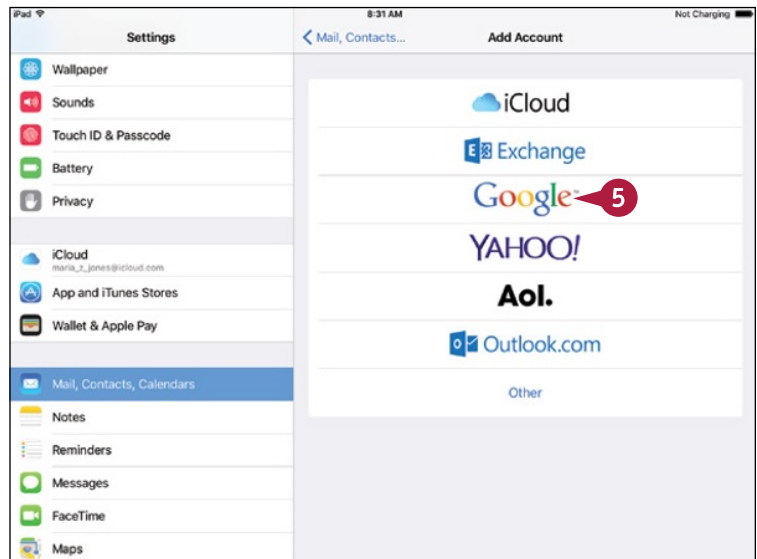 iPad 8:31 AM Not Charging
Settings
Mail, Contacts... Add Account
Wallpaper
Sounds
Touch ID & Passcode
Battery
Privacy
iCloud
maria_z_jones@icloud.com
App and iTunes Stores
Wallet & Apple Pay
Mail, Contacts, Calendars
Notes
Reminders
Messages
FaceTime
Maps
iCloud
E Exchange
Google™ 5
YAHOO!
Aol.
o Outlook.com
Other